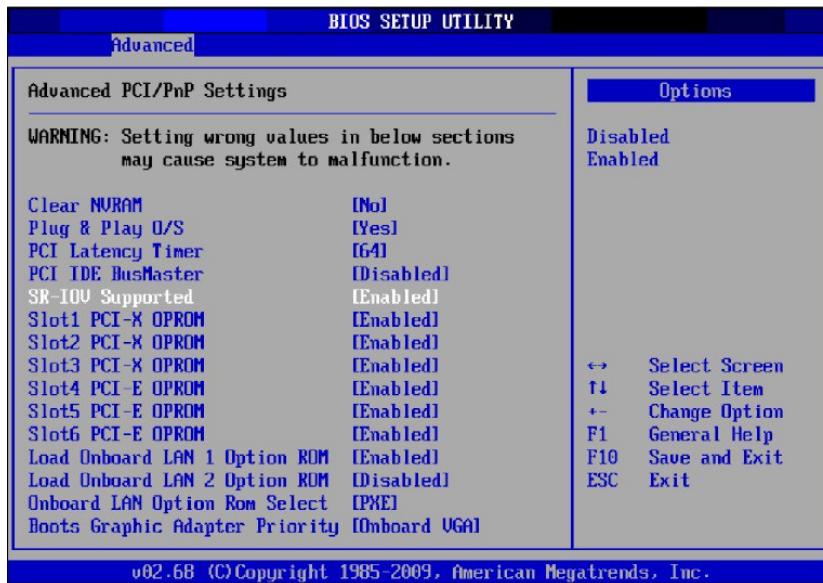 BIOS SETUP UTILITY
Advanced
Advanced PCI/PnP Settings
WARNING: Setting wrong values in below sections
may cause system to malfunction.
Clear NVRAM [No]
Plug & Play O/S [Yes]
PCI Latency Timer [64]
PCI IDE BusMaster [Disabled]
SR-IOV Supported [Enabled]
Slot1 PCI-X OPROM [Enabled]
Slot2 PCI-X OPROM [Enabled]
Slot3 PCI-X OPROM [Enabled]
Slot4 PCI-E OPROM [Enabled]
Slot5 PCI-E OPROM [Enabled]
Slot6 PCI-E OPROM [Enabled]
Load Onboard LAN 1 Option ROM [Enabled]
Load Onboard LAN 2 Option ROM [Disabled]
Onboard LAN Option Rom Select [PXE]
Boots Graphic Adapter Priority [Onboard VGA]
Options
Disabled
Enabled
↔ Select Screen
↑↓ Select Item
+- Change Option
F1 General Help
F10 Save and Exit
ESC Exit
v02.68 (C)Copyright 1985-2009, American Megatrends, Inc.